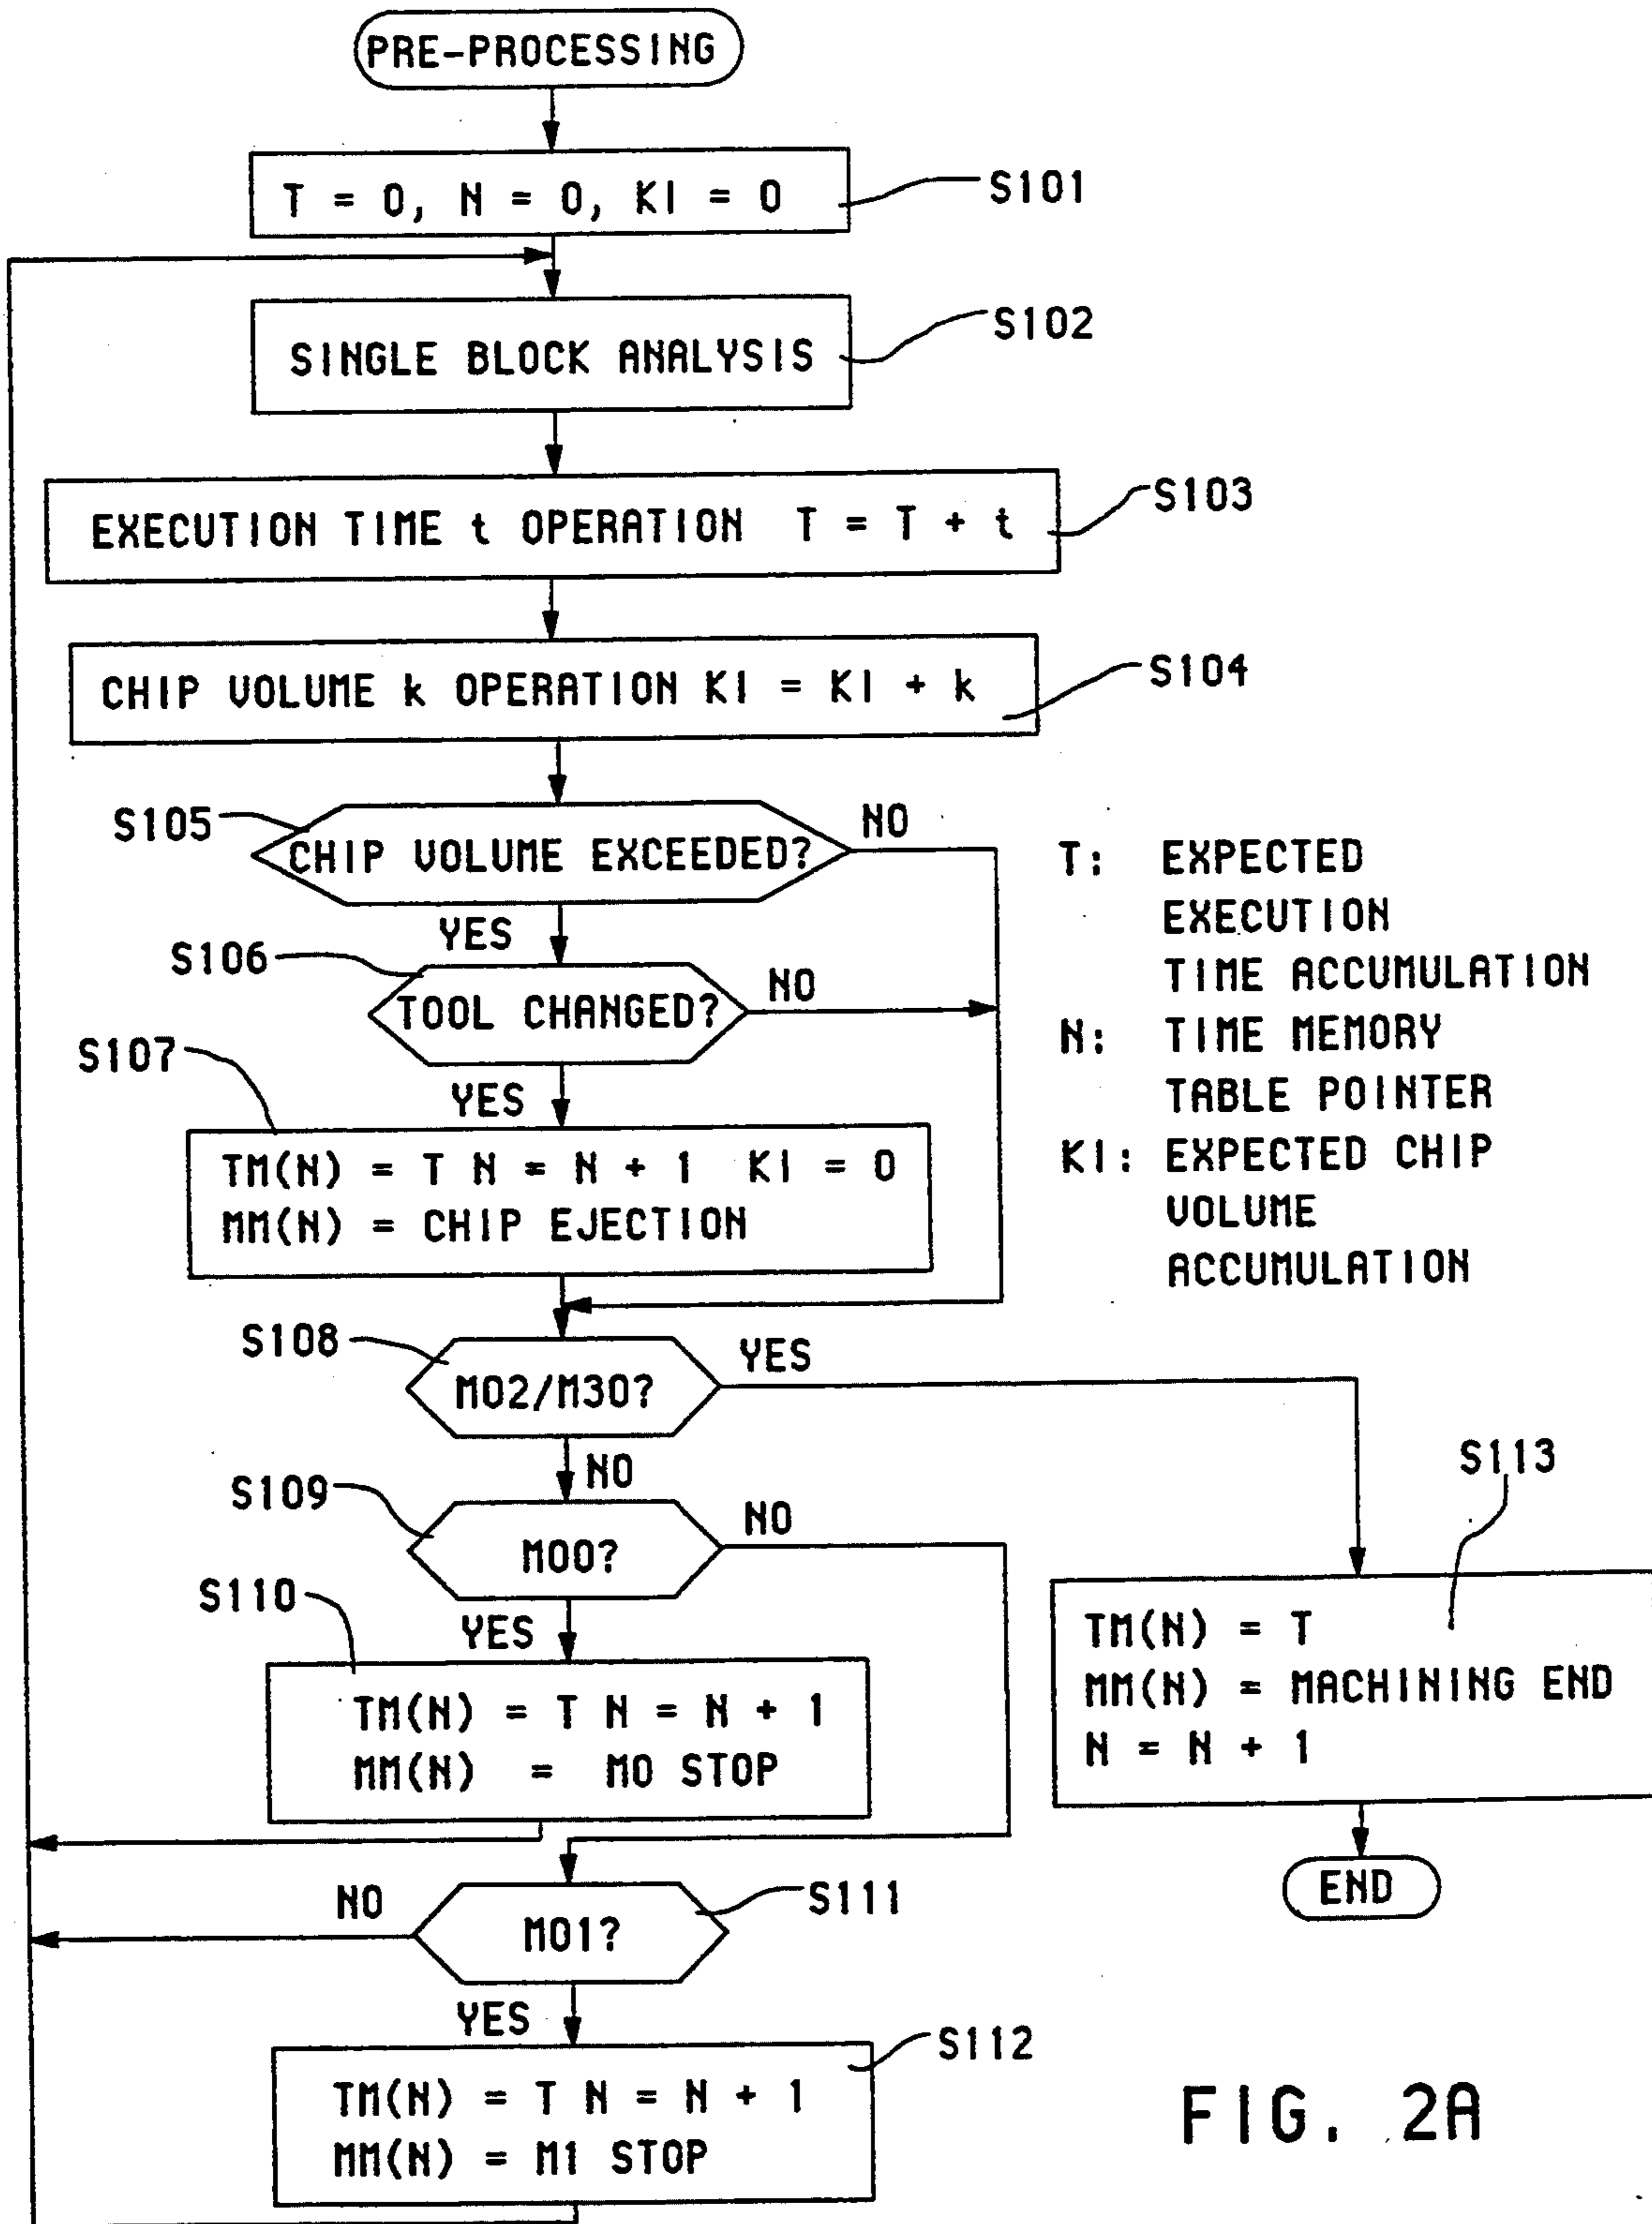 PRE-PROCESSING
T = 0, N = 0, KI = 0
S101
SINGLE BLOCK ANALYSIS
S102
EXECUTION TIME t OPERATION T = T + t
S103
CHIP VOLUME k OPERATION KI = KI + k
S104
S105
CHIP VOLUME EXCEEDED?
NO
YES
S106
TOOL CHANGED?
NO
YES
S107
TM(N) = T N = N + 1 KI = 0
MM(N) = CHIP EJECTION
T: EXPECTED
EXECUTION
TIME ACCUMULATION
N: TIME MEMORY
TABLE POINTER
KI: EXPECTED CHIP
VOLUME
ACCUMULATION
S108
M02/M30?
YES
NO
S109
M00?
NO
YES
S110
TM(N) = T N = N + 1
MM(N) = M0 STOP
S113
TM(N) = T
MM(N) = MACHINING END
N = N + 1
END
NO
M01?
S111
YES
S112
TM(N) = T N = N + 1
MM(N) = M1 STOP
FIG. 2A